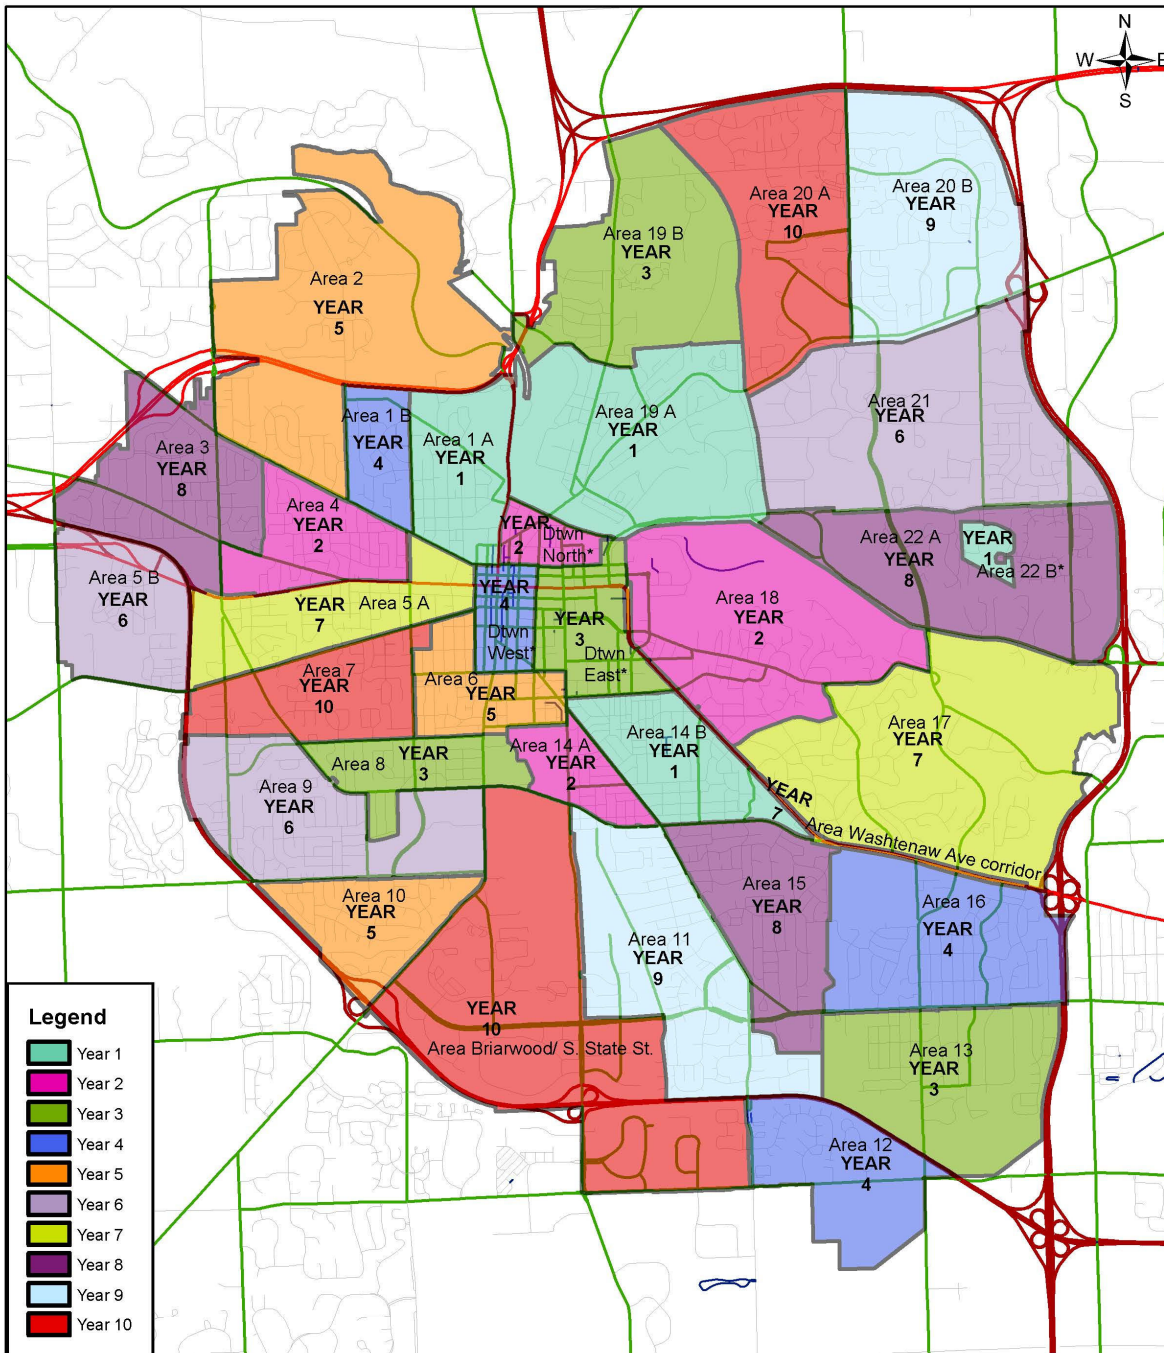 N
W
E
S
Area 20 A
YEAR
10
Area 20 B
YEAR
9
Area 19 B
YEAR
3
Area 2
YEAR
5
Area 1 B
YEAR
4
Area 1 A
YEAR
1
Area 19 A
YEAR
1
Area 21
YEAR
6
Area 3
YEAR
8
Area 4
YEAR
2
YEAR
2
Dtwn
North*
Area 22 A
YEAR
8
YEAR
1
Area 22 B*
Area 5 B
YEAR
6
YEAR
7
Area 5 A
YEAR
4
Dtwn
West*
YEAR
3
Dtwn
East*
Area 18
YEAR
2
Area 7
YEAR
10
Area 6
YEAR
5
Area 17
YEAR
7
Area 14 A
YEAR
2
Area 14 B
YEAR
1
Area 8
YEAR
3
Area 9
YEAR
6
YEAR
7
Area Washtenaw Ave corridor
Area 10
YEAR
5
Area 15
YEAR
8
Area 16
YEAR
4
Area 11
YEAR
9
YEAR
10
Area Briarwood/ S. State St.
Area 13
YEAR
3
Area 12
YEAR
4
Legend
Year 1
Year 2
Year 3
Year 4
Year 5
Year 6
Year 7
Year 8
Year 9
Year 10